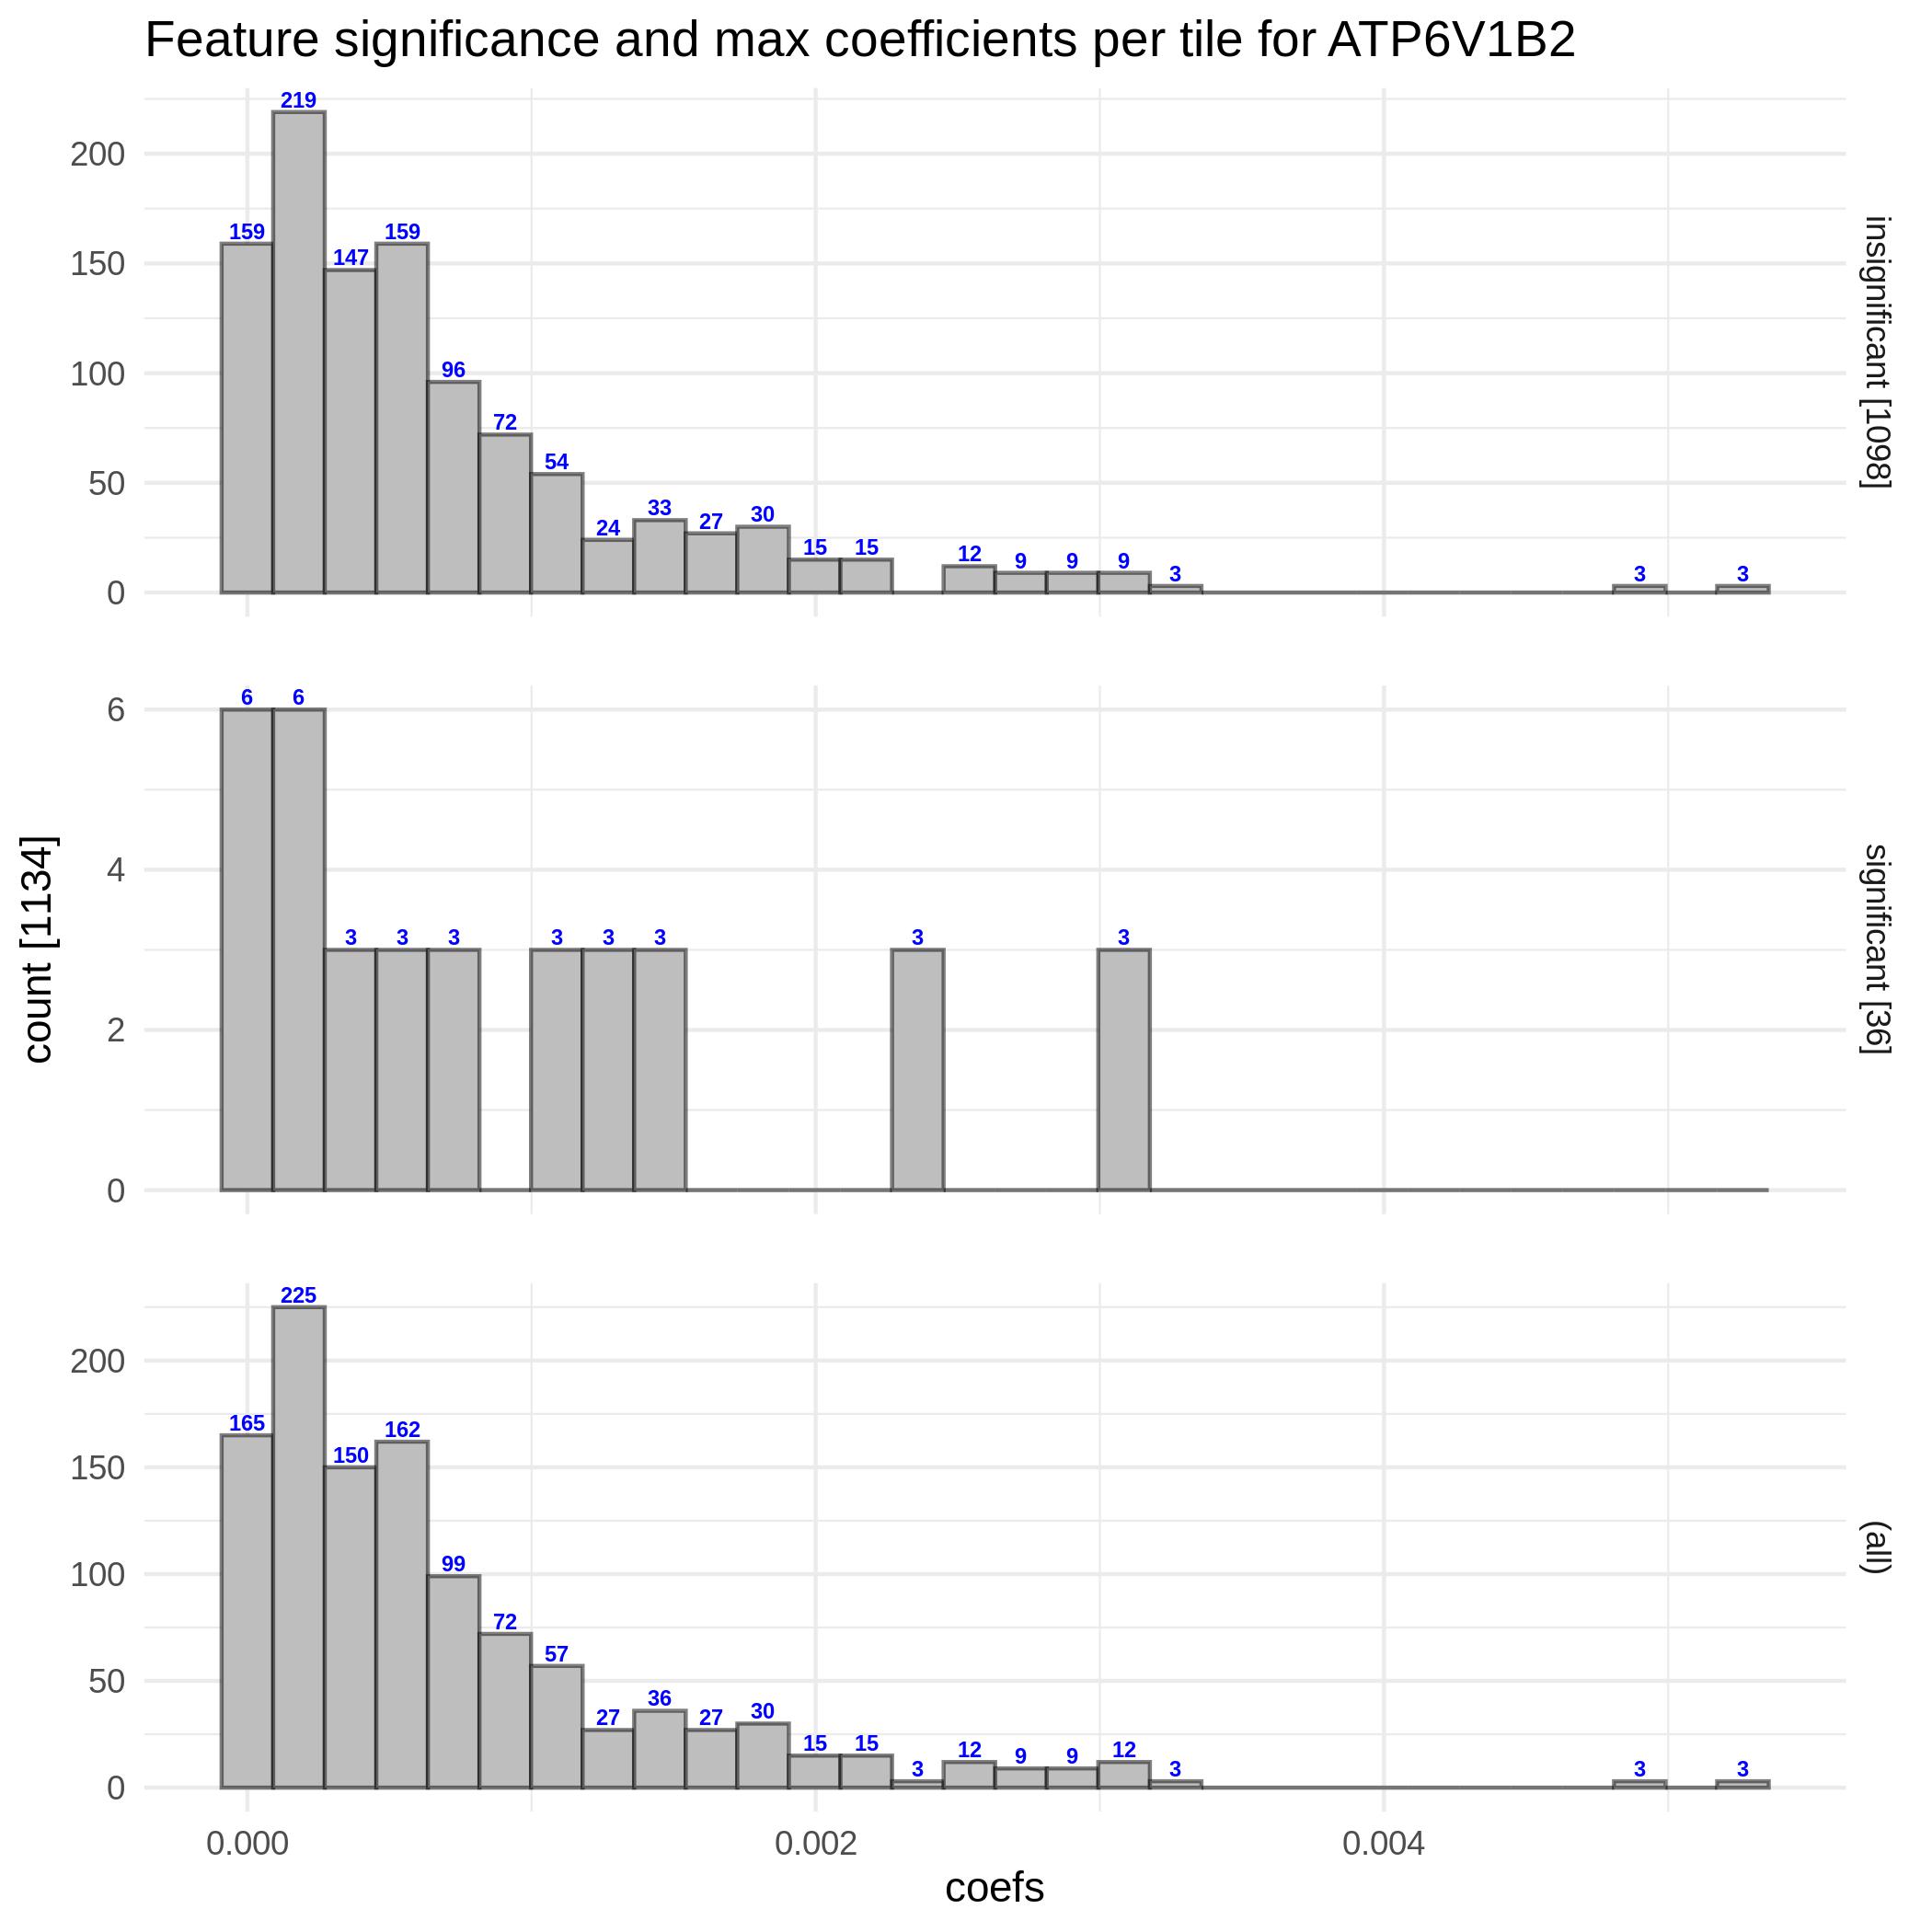 Feature significance and max coefficients per tile for ATP6V1B2
219
200
159 159
150 147
insignificant [1098]
100 96
72
54
50
24 33 27 30
15 15 12 9 9 9 3 3 3
0
6 6 6
count [1134]
significant [36]
4
3 3 3 3 3 3 3 3
2
0
225
200
165 162
150 150
(all)
100 99
72
57
50
27 36 27 30
15 15 3 12 9 9 12 3 3 3
0
0.000 0.002 0.004
coefs